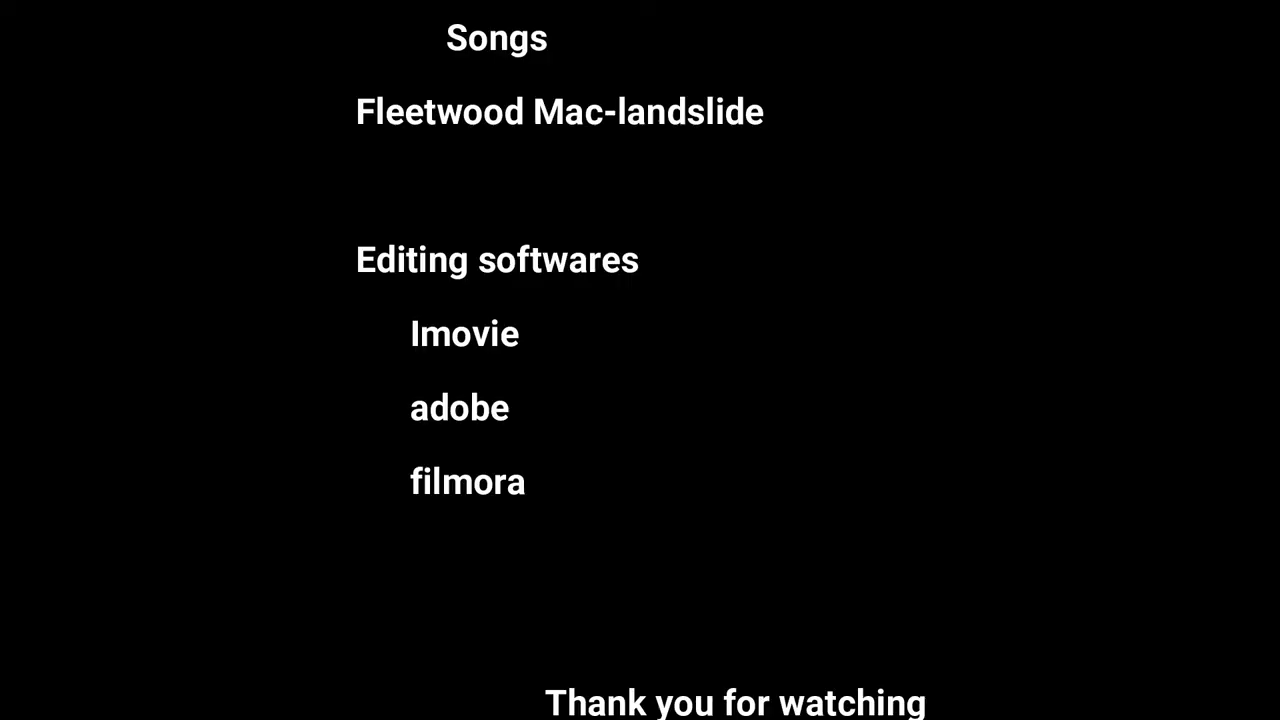 Songs
Fleetwood Mac-landslide
Editing softwares
Imovie
adobe
filmora
Thank you for watching